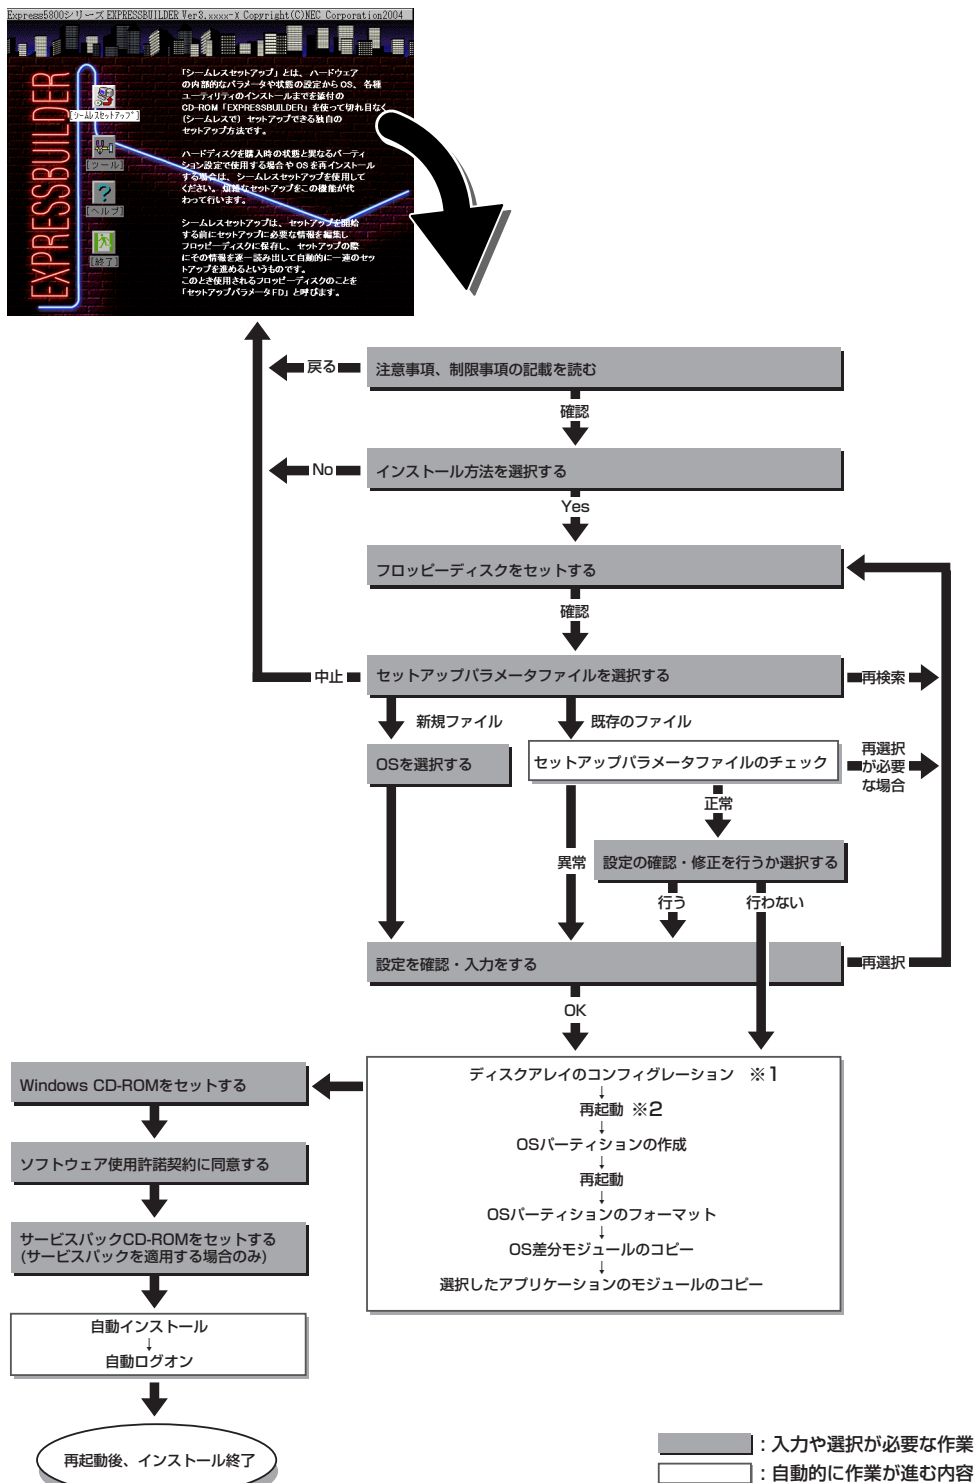 Express5800シリーズ EXPRESSBUILDER Ver3.xxxx-X Copyright(C)NEC Corporation2004
EXPRESSBUILDER
[シームレスセットアップ]
[ツール]
[ヘルプ]
[終了]
「シームレスセットアップ」とは、ハードウェア
の内部的なパラメータや状態の設定からOS、各種
ユーティリティのインストールまでを添付の
CD-ROM「EXPRESSBUILDER」を使って切れ目なく
(シームレスで) セットアップできる独自の
セットアップ方法です。
ハードディスクを購入時の状態と異なるパーティ
ション設定で使用する場合やOSを再インストール
する場合は、シームレスセットアップを使用して
ください。煩雑なセットアップをこの機能が代
わって行います。
シームレスセットアップは、セットアップを開始
する前にセットアップに必要な情報を編集し
フロッピーディスクに保存し、セットアップの際
にその情報を逐一読み出して自動的に一連のセッ
トアップを進めるというものです。
このとき使用されるフロッピーディスクのことを
「セットアップパラメータFD」と呼びます。
戻る
注意事項、制限事項の記載を読む
確認
No
インストール方法を選択する
Yes
フロッピーディスクをセットする
確認
中止
セットアップパラメータファイルを選択する
再検索
新規ファイル
既存のファイル
OSを選択する
セットアップパラメータファイルのチェック
再選択
が必要
な場合
正常
異常
設定の確認・修正を行うか選択する
行う
行わない
設定を確認・入力をする
再選択
OK
ディスクアレイのコンフィグレーション ※1
↓
再起動 ※2
↓
OSパーティションの作成
↓
再起動
↓
OSパーティションのフォーマット
↓
OS差分モジュールのコピー
↓
選択したアプリケーションのモジュールのコピー
Windows CD-ROMをセットする
ソフトウェア使用許諾契約に同意する
サービスパックCD-ROMをセットする
(サービスパックを適用する場合のみ)
自動インストール
↓
自動ログオン
再起動後、インストール終了
: 入力や選択が必要な作業
: 自動的に作業が進む内容